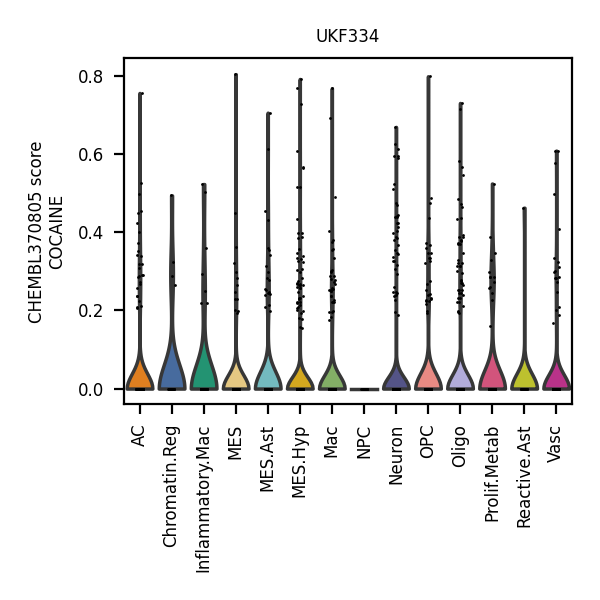 UKF334
CHEMBL370805 score
COCAINE
0.8
0.6
0.4
0.2
0.0
AC
Chromatin.Reg
Inflammatory.Mac
MES
MES.Ast
MES.Hyp
Mac
NPC
Neuron
OPC
Oligo
Prolif.Metab
Reactive.Ast
Vasc